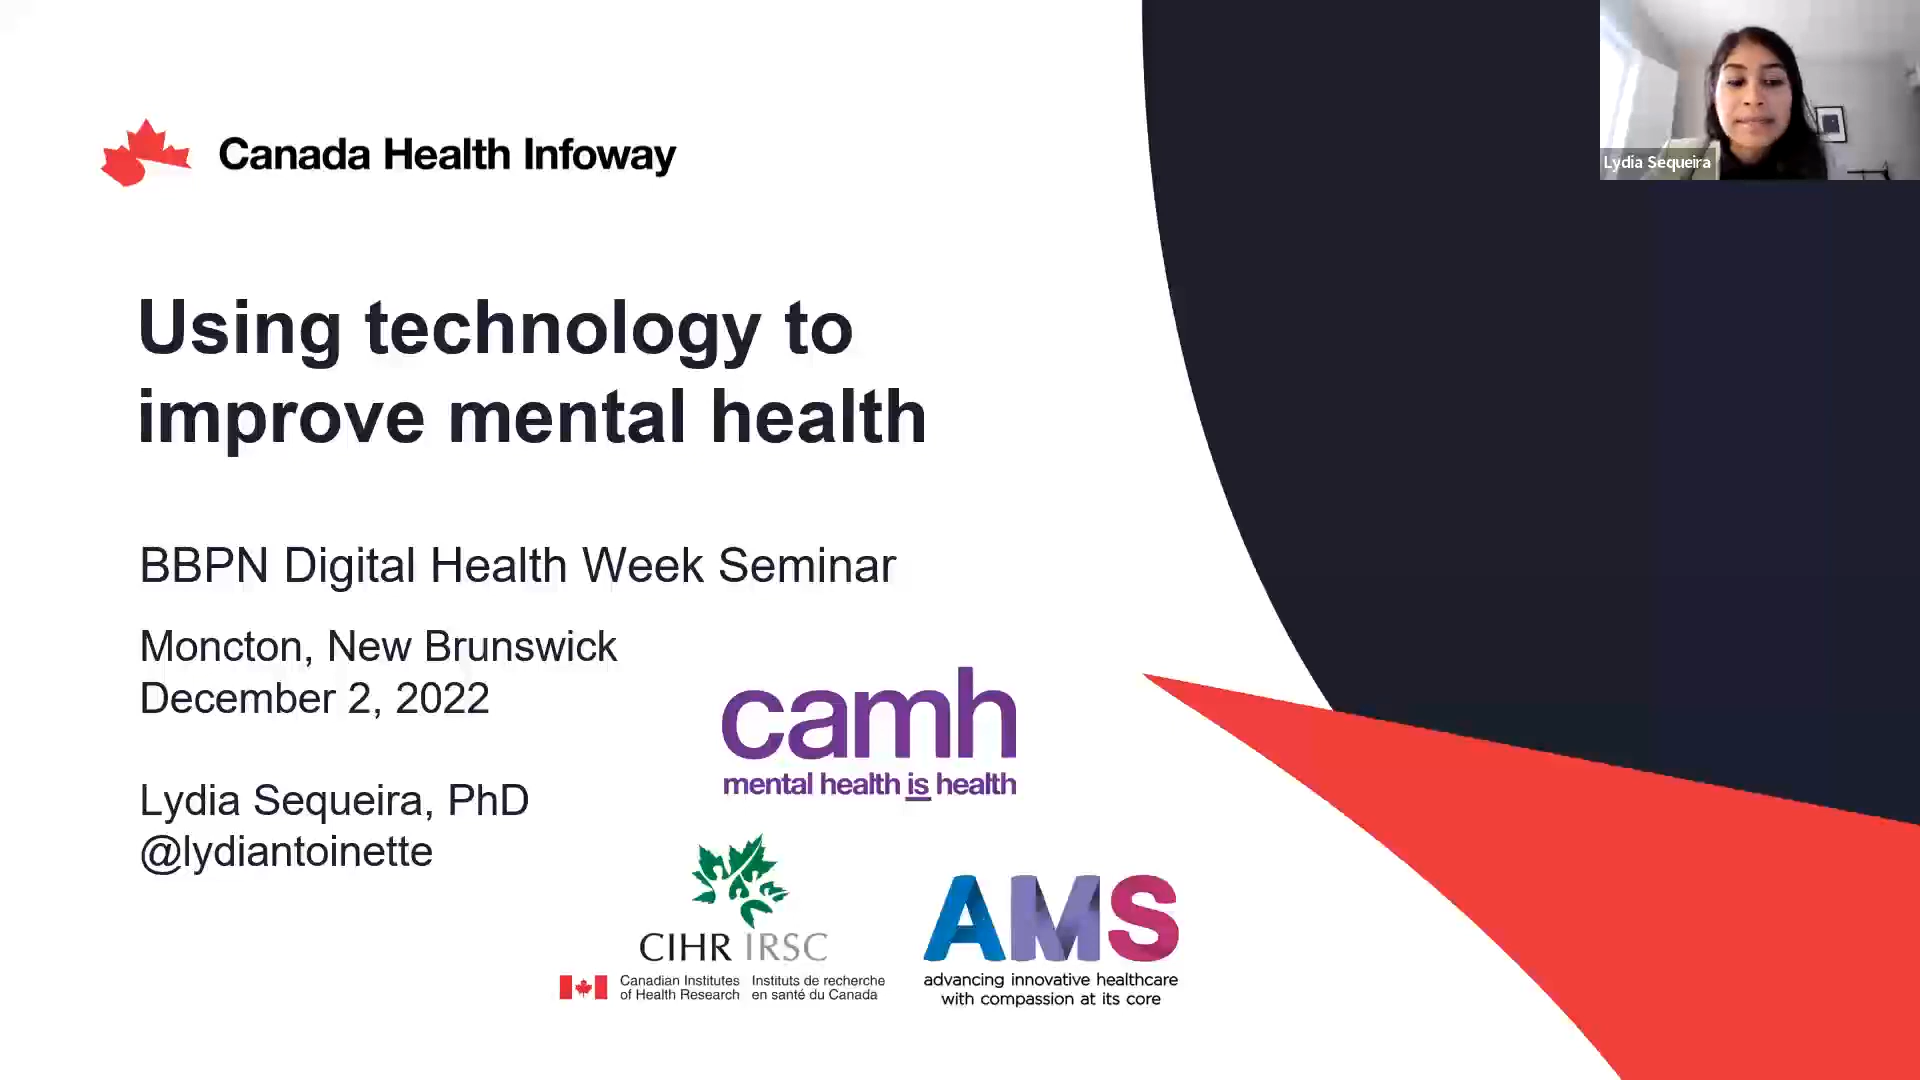 Canada Health Infoway
Lydia Sequeira
Using technology to
improve mental health
BBPN Digital Health Week Seminar
Moncton, New Brunswick
December 2, 2022
camh
mental health is health
Lydia Sequeira, PhD
@lydiantoinette
CIHR IRSC
Canadian Institutes
of Health Research
Instituts de recherche
en santé du Canada
AMS
advancing innovative healthcare
with compassion at its core